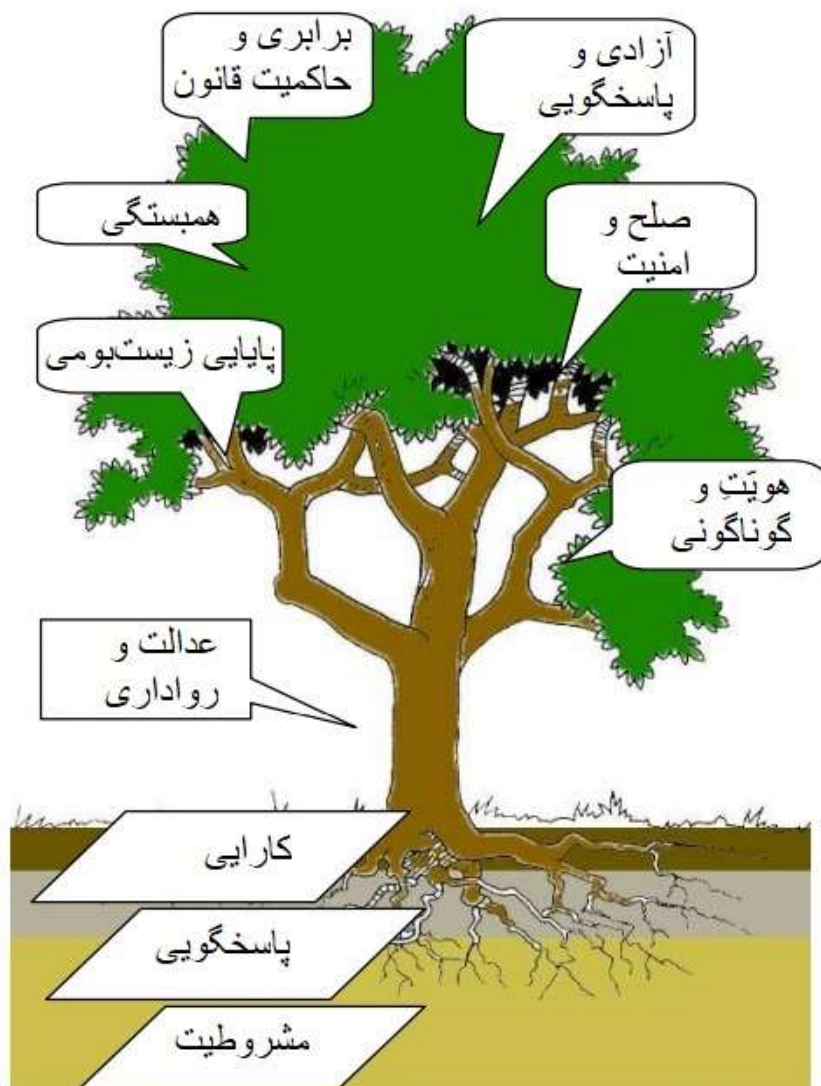 برابری و
حاکمیت قانون
آزادی و
پاسخگویی
همبستگی
صلح و
امنیت
پایایی زیست‌بومی
هویَتِ و
گوناگونی
عدالت و
رواداری
کارایی
پاسخگویی
مشروطیت